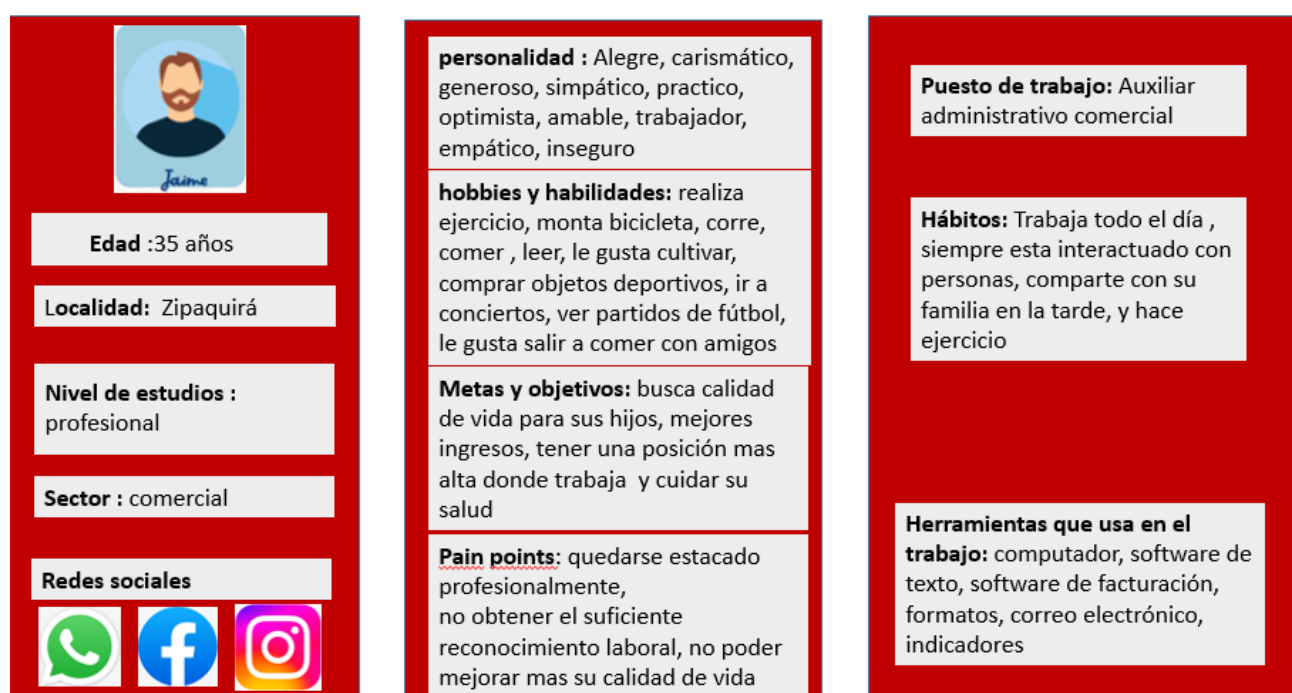 Jaime
Edad :35 años
Localidad: Zipaquirá
Nivel de estudios :
profesional
Sector : comercial
Redes sociales
personalidad : Alegre, carismático,
generoso, simpático, practico,
optimista, amable, trabajador,
empático, inseguro
hobbies y habilidades: realiza
ejercicio, monta bicicleta, corre,
comer , leer, le gusta cultivar,
comprar objetos deportivos, ir a
conciertos, ver partidos de fútbol,
le gusta salir a comer con amigos
Metas y objetivos: busca calidad
de vida para sus hijos, mejores
ingresos, tener una posición mas
alta donde trabaja y cuidar su
salud
Pain points: quedarse estacado
profesionalmente,
no obtener el suficiente
reconocimiento laboral, no poder
mejorar mas su calidad de vida
Puesto de trabajo: Auxiliar
administrativo comercial
Hábitos: Trabaja todo el día ,
siempre esta interactuado con
personas, comparte con su
familia en la tarde, y hace
ejercicio
Herramientas que usa en el
trabajo: computador, software de
texto, software de facturación,
formatos, correo electrónico,
indicadores